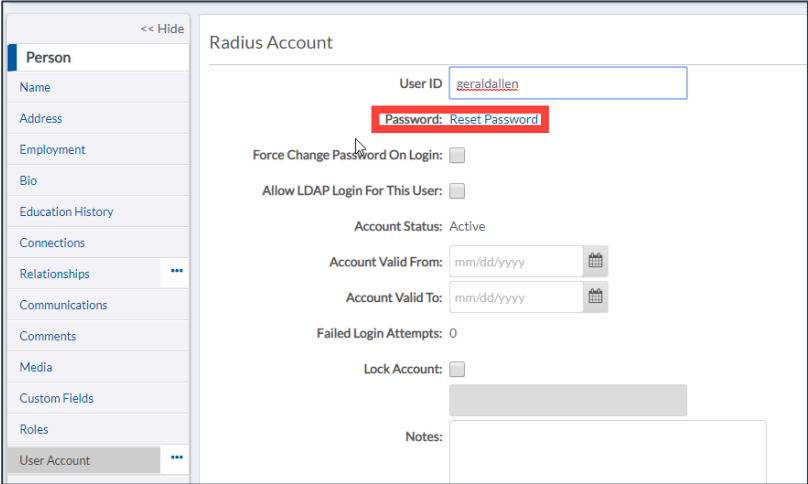 << Hide
Person
Name
Address
Employment
Bio
Education History
Connections
Relationships
Communications
Comments
Media
Custom Fields
Roles
User Account
Radius Account
User ID geraldallen
Password: Reset Password
Force Change Password On Login:
Allow LDAP Login For This User:
Account Status: Active
Account Valid From: mm/dd/yyyy
Account Valid To: mm/dd/yyyy
Failed Login Attempts: 0
Lock Account:
Notes: